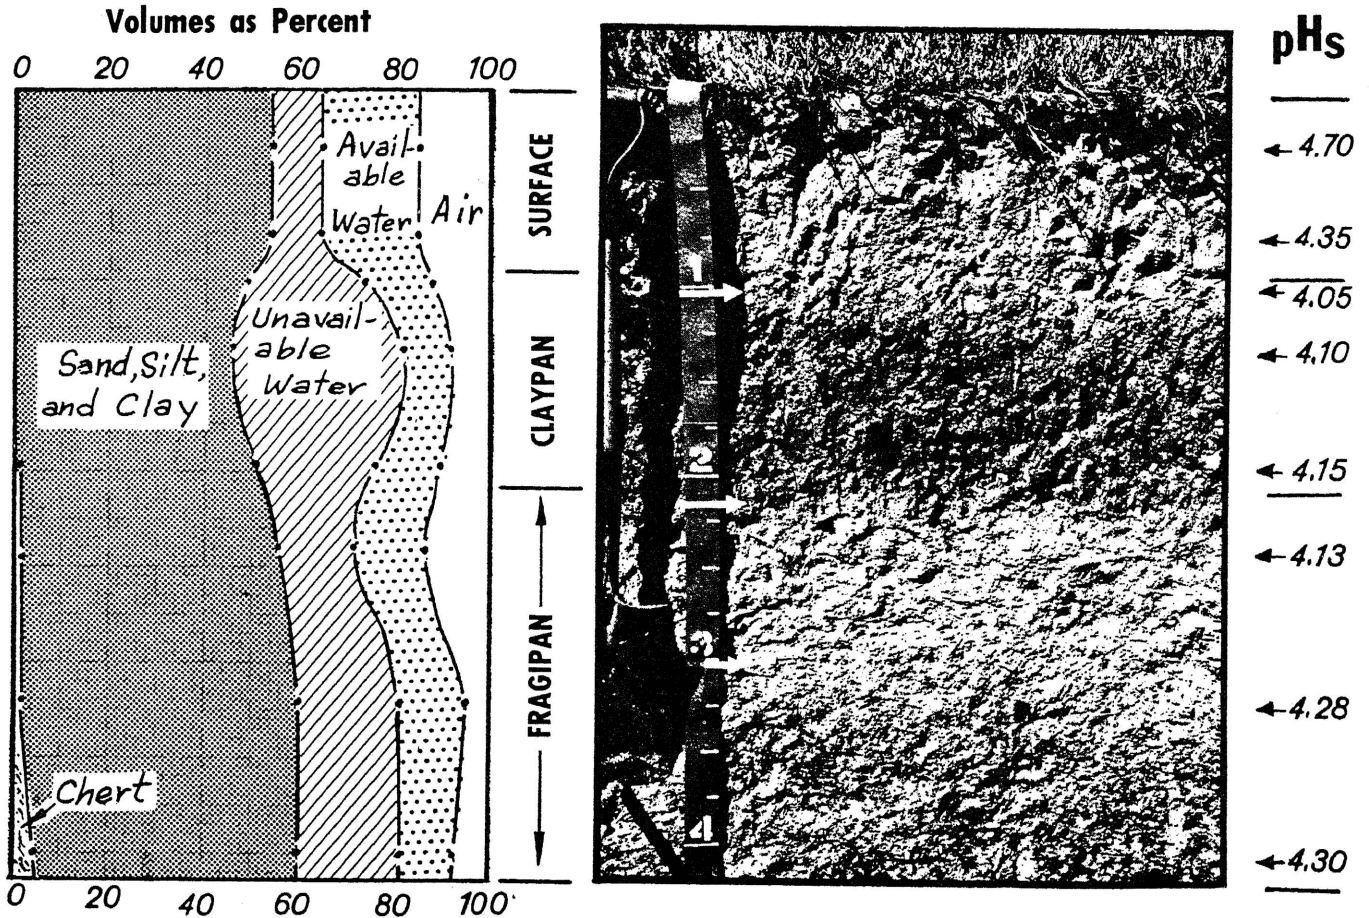 Volumes as Percent
0 20 40 60 80 100
Avail-
able
Water
Air
Unavail-
able
Water
Sand, Silt,
and Clay
Chert
0 20 40 60 80 100
SURFACE
CLAYPAN
FRAGIPAN
1
2
3
4
pHs
4.70
4.35
4.05
4.10
4.15
4.13
4.28
4.30